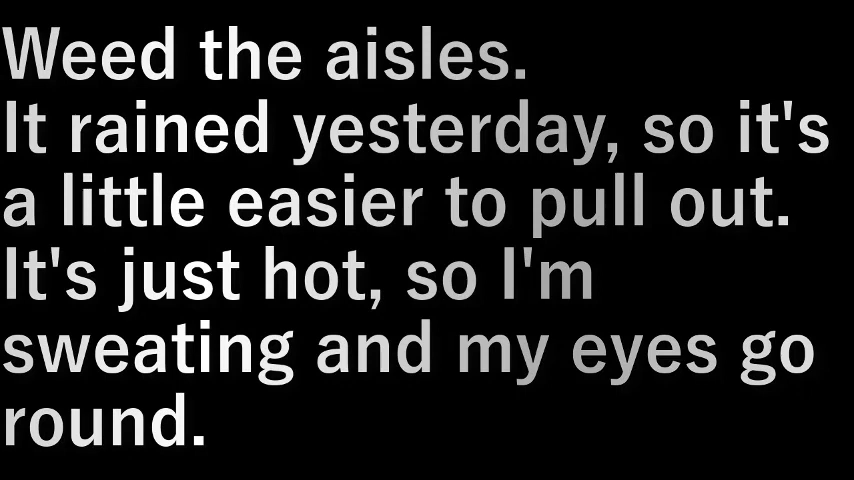 Weed the aisles.
It rained yesterday, so it's
a little easier to pull out.
It's just hot, so I'm
sweating and my eyes go
round.